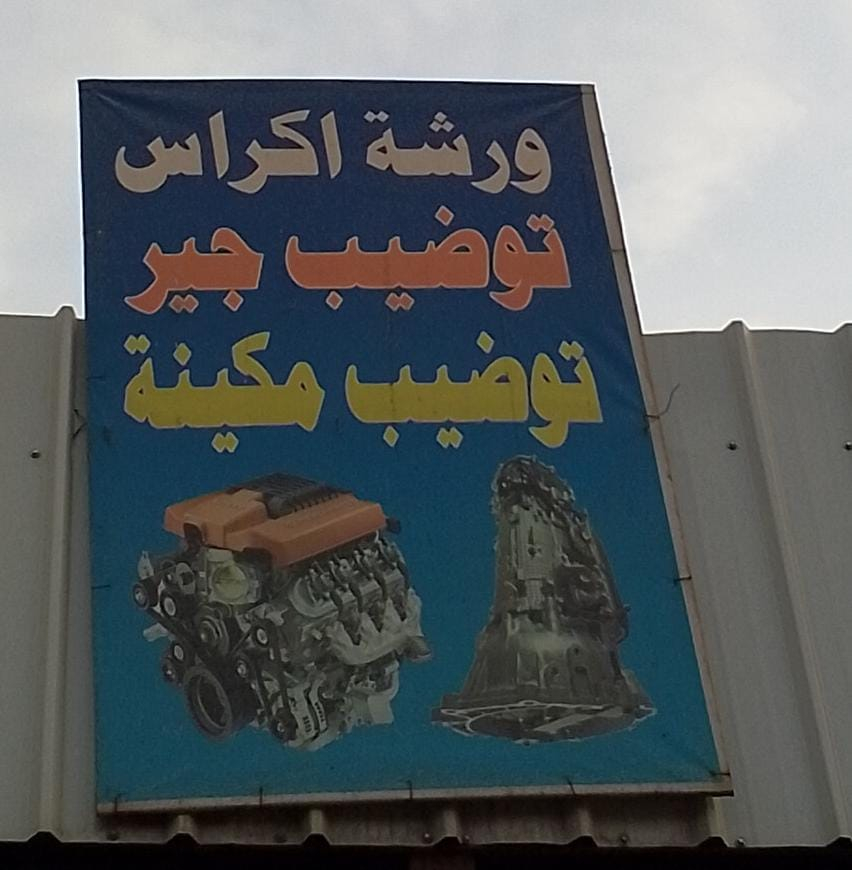 ورشة اكراس
توضيب جير
توضيب مكينة